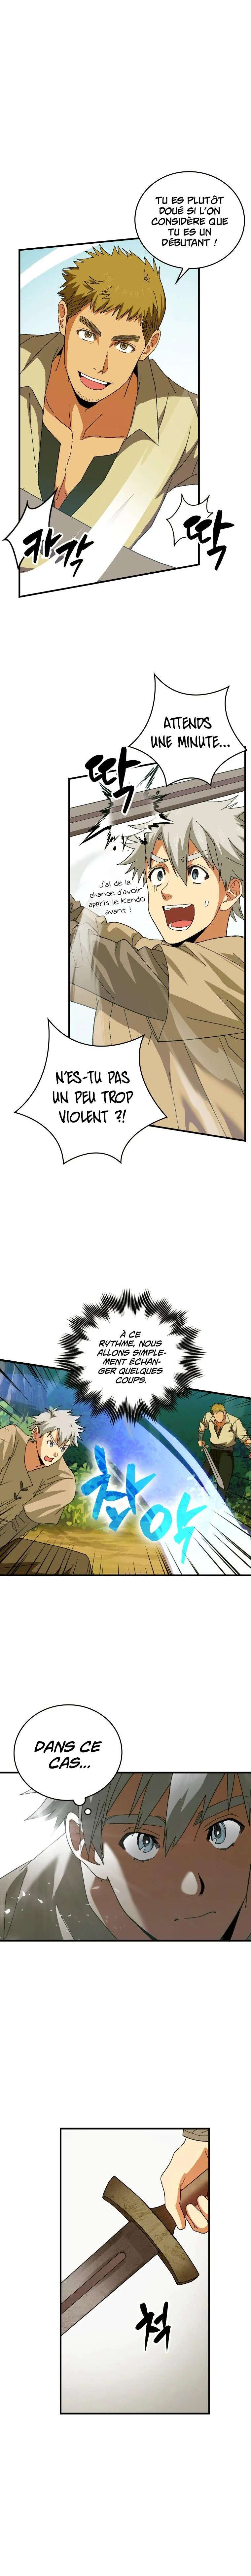 TU ES PLUTÔT
DOUÉ SI L'ON
CONSIDÈRE QUE
TU ES UN
DÉBUTANT !
카각
딱
ATTENDS
UNE MINUTE...
딱
J'ai de la
chance d'avoir
appris le Kendo
avant !
N'ES-TU PAS
UN PEU TROP
VIOLENT ?!
À CE
RYTHME, NOUS
ALLONS SIMPLE-
MENT ÉCHAN-
GER QUELQUES
COUPS.
촤악
DANS CE
CAS...
척